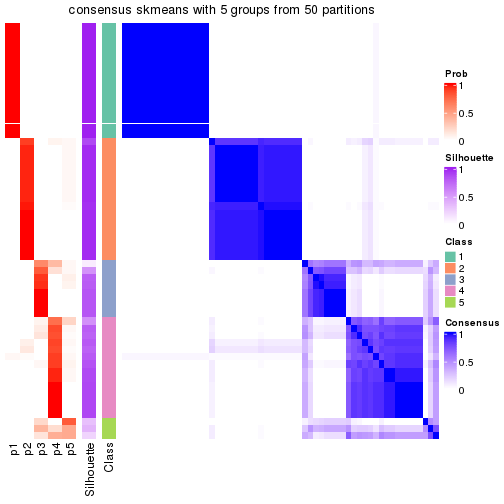 consensus skmeans with 5 groups from 50 partitions
Prob
1
0.5
0
Silhouette
1
0.5
0
Class
1
2
3
4
5
Consensus
1
0.5
0
p1
p2
p3
p4
p5
Silhouette
Class